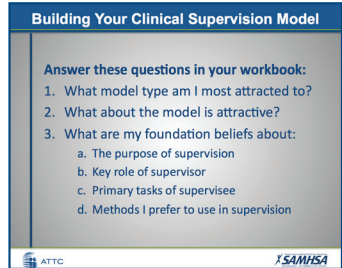 Building Your Clinical Supervision Model
Answer these questions in your workbook:
1. What model type am I most attracted to?
2. What about the model is attractive?
3. What are my foundation beliefs about:
a. The purpose of supervision
b. Key role of supervisor
c. Primary tasks of supervisee
d. Methods I prefer to use in supervision
ATTC
SAMHSA